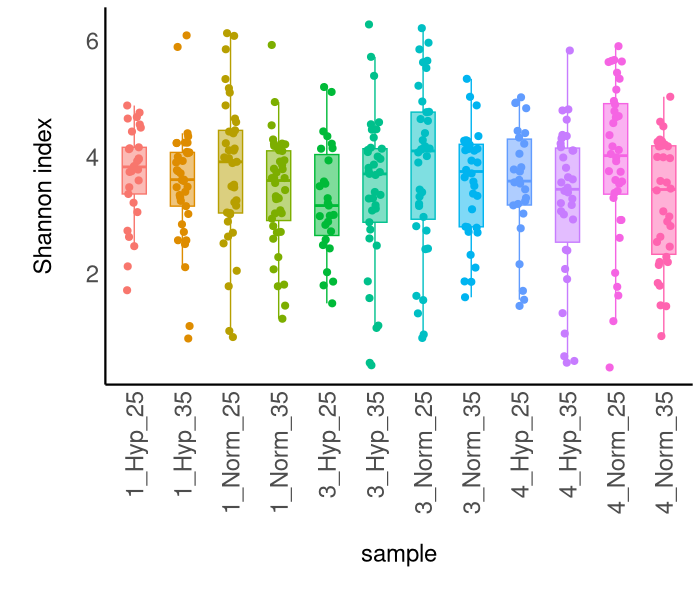 Shannon index
6
4
2
1_Hyp_25
1_Hyp_35
1_Norm_25
1_Norm_35
3_Hyp_25
3_Hyp_35
3_Norm_25
3_Norm_35
4_Hyp_25
4_Hyp_35
4_Norm_25
4_Norm_35
sample